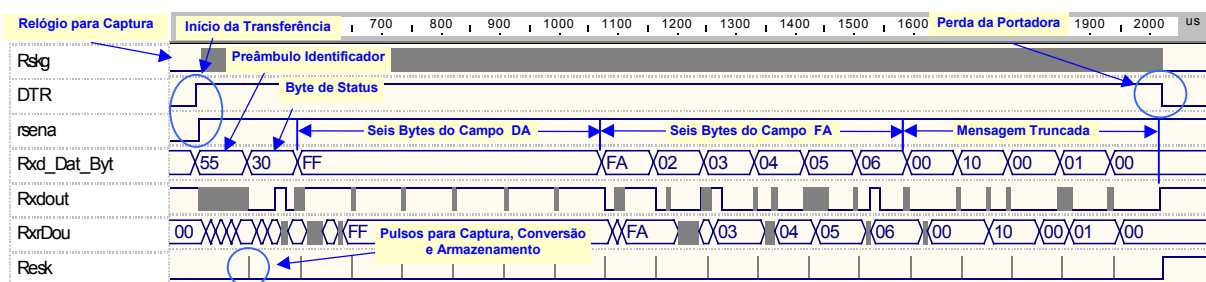 Relógio para Captura
Início da Transferência
700 800 900 1000 1100 1200 1300 1400 1500 1600
Perda da Portadora
1900 2000 us
Rskg
Preâmbulo Identificador
DTR
Byte de Status
rsena
Seis Bytes do Campo DA
Seis Bytes do Campo FA
Mensagem Truncada
Rxd_Dat_Byt 55 30 FF FA 02 03 04 05 06 00 10 00 01 00
Rxdout
RxrDou 00 FF
Pulsos para Captura, Conversão
e Armazenamento
FA 03 04 05 06 00 10 00 01 00
Resk